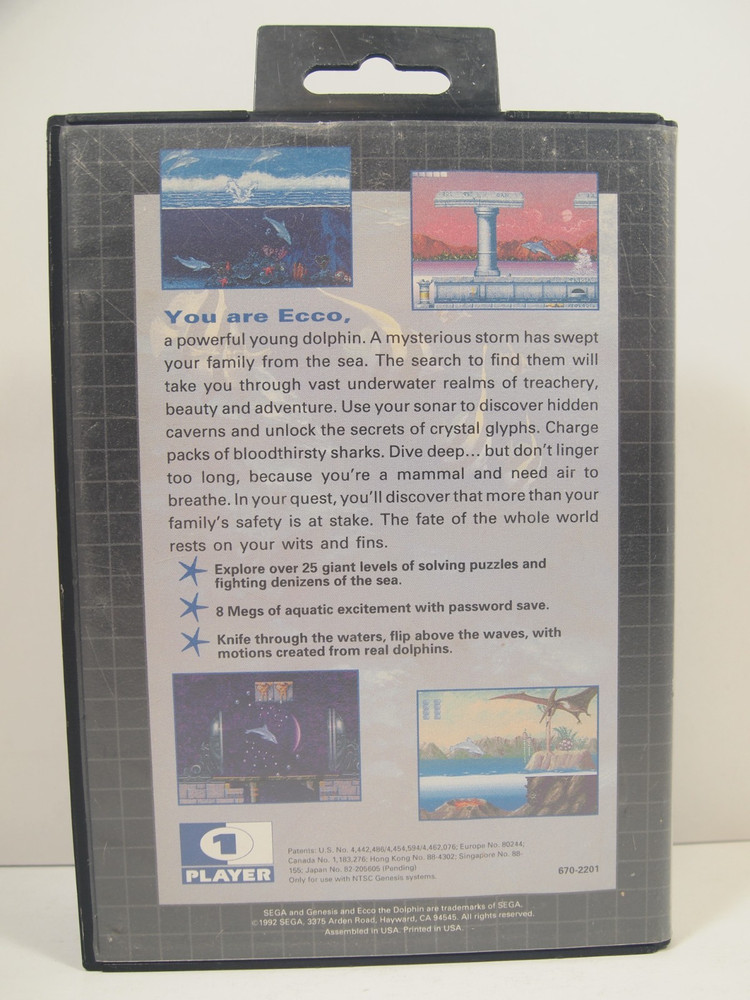 You are Ecco,
a powerful young dolphin. A mysterious storm has swept
your family from the sea. The search to find them will
take you through vast underwater realms of treachery,
beauty and adventure. Use your sonar to discover hidden
caverns and unlock the secrets of crystal glyphs. Charge
packs of bloodthirsty sharks. Dive deep... but don't linger
too long, because you're a mammal and need air to
breathe. In your quest, you'll discover that more than your
family's safety is at stake. The fate of the whole world
rests on your wits and fins.
Explore over 25 giant levels of solving puzzles and
fighting denizens of the sea.
8 Megs of aquatic excitement with password save.
Knife through the waters, flip above the waves, with
motions created from real dolphins.
1
PLAYER
Patents: U.S. No. 4,442,486/4,454,594/4,462,076; Europe No. 80244;
Canada No. 1,183,276; Hong Kong No. 88-4302; Singapore No. 88-
155; Japan No. 82-205605 (Pending)
Only for use with NTSC Genesis systems.
670-2201
SEGA and Genesis and Ecco the Dolphin are trademarks of SEGA.
©1992 SEGA, 3375 Arden Road, Hayward, CA 94545. All rights reserved.
Assembled in USA. Printed in USA.